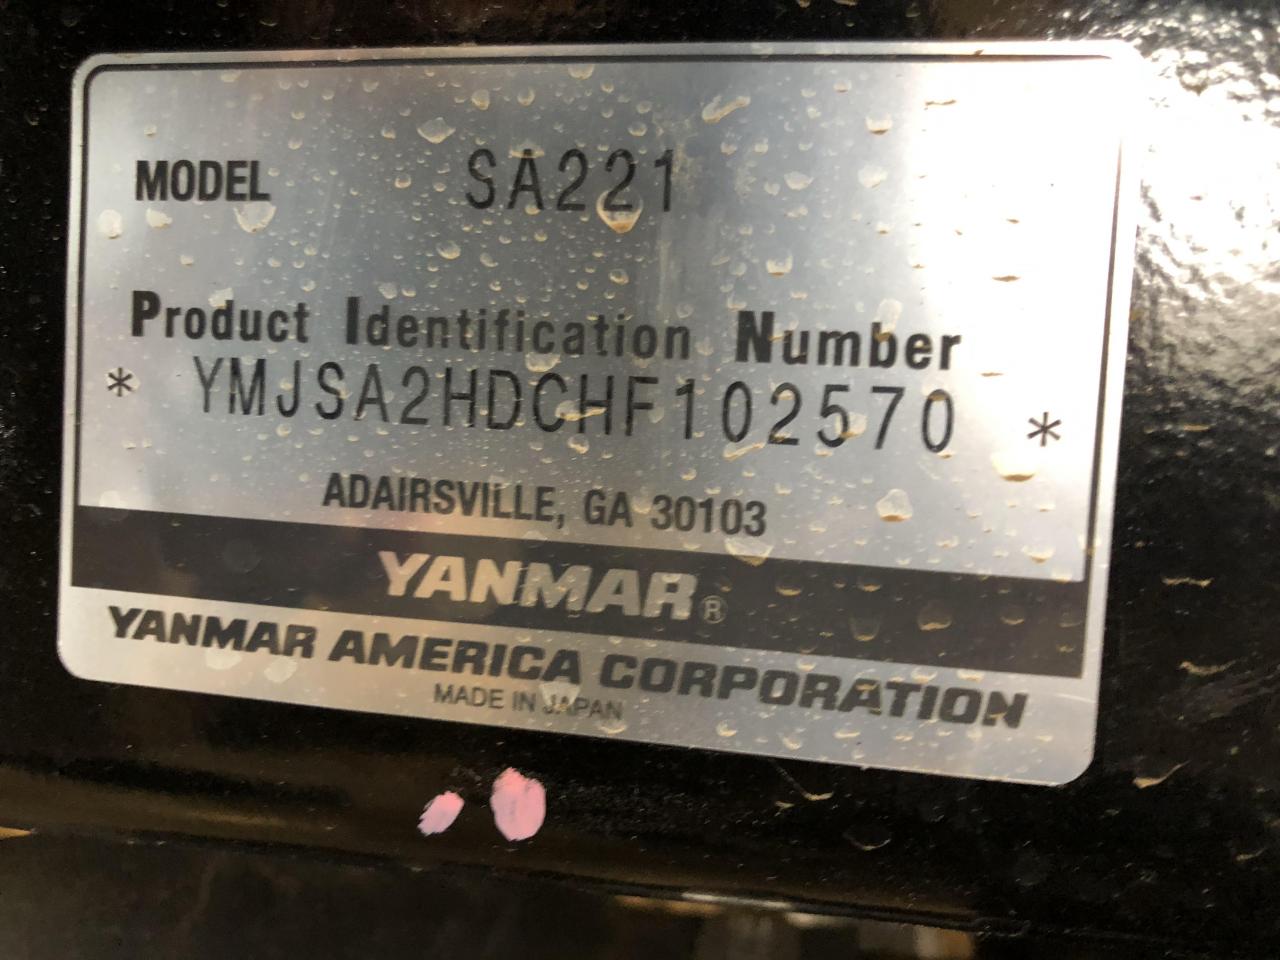 MODEL SA221
Product Identification Number
* YMJSA2HDCHF102570 *
ADAIRSVILLE, GA 30103
YANMAR®
YANMAR AMERICA CORPORATION
MADE IN JAPAN